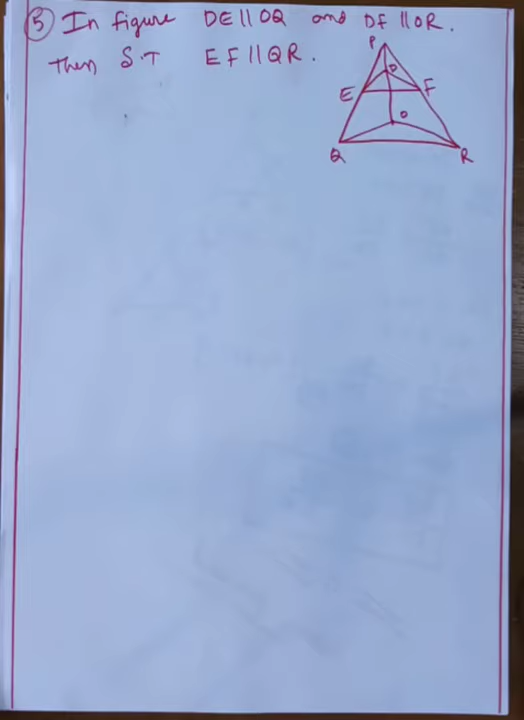 5 In figure DE || OQ and DF || OR.
Then S.T EF || QR.
P
D
E F
O
Q R